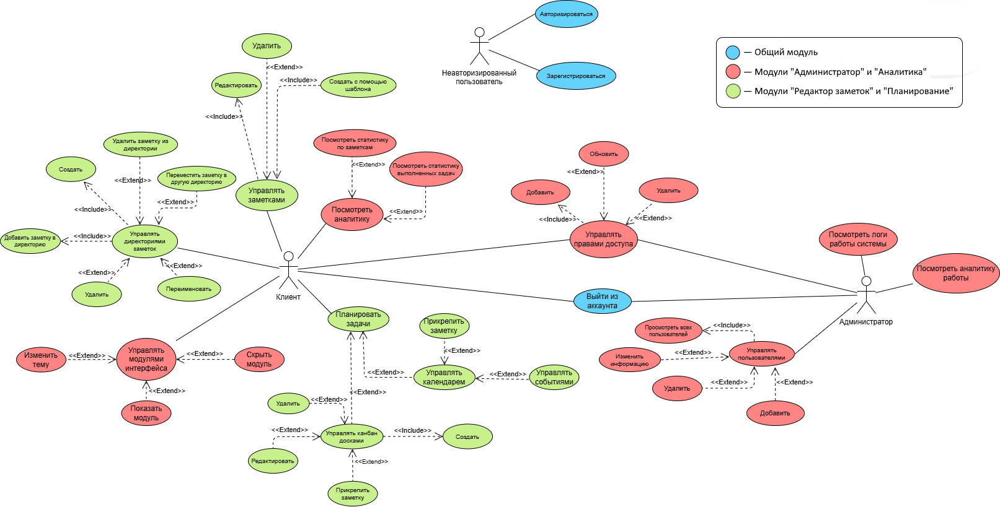 Авторизироваться
Неавторизированный
пользователь
Зарегистрироваться
— Общий модуль
— Модули "Администратор" и "Аналитика"
— Модули "Редактор заметок" и "Планирование"
Удалить
<<Extend>>
Редактировать
<<Include>>
Создать с помощью
шаблона
<<Include>>
Управлять
заметками
Удалить заметку из
директории
Создать
<<Extend>>
Переместить заметку в
другую директорию
<<Extend>>
<<Include>>
Добавить заметку в
директорию
<<Include>>
Управлять
директориями
заметок
<<Extend>>
<<Extend>>
Удалить
Переименовать
Посмотреть статистику
по заметкам
<<Extend>>
Посмотреть статистику
выполненных задач
<<Extend>>
Посмотреть
аналитику
Клиент
Обновить
<<Extend>>
Добавить
<<Include>>
Удалить
<<Extend>>
Управлять
правами доступа
Посмотреть логи
работы системы
Посмотреть аналитику
работы
Администратор
Выйти из
аккаунта
Планировать
задачи
Прикрепить
заметку
<<Extend>>
<<Extend>>
Управлять
календарем
<<Extend>>
Управлять
событиями
<<Extend>>
Изменить
тему
<<Extend>>
Управлять
модулями
интерфейса
<<Extend>>
Скрыть
модуль
<<Extend>>
Показать
модуль
Удалить
<<Extend>>
<<Extend>>
Управлять канбан
досками
<<Include>>
Создать
Редактировать
<<Extend>>
Прикрепить
заметку
Просмотреть всех
пользователей
<<Include>>
Изменить
информацию
<<Extend>>
Управлять
пользователями
Удалить
<<Extend>>
<<Extend>>
Добавить